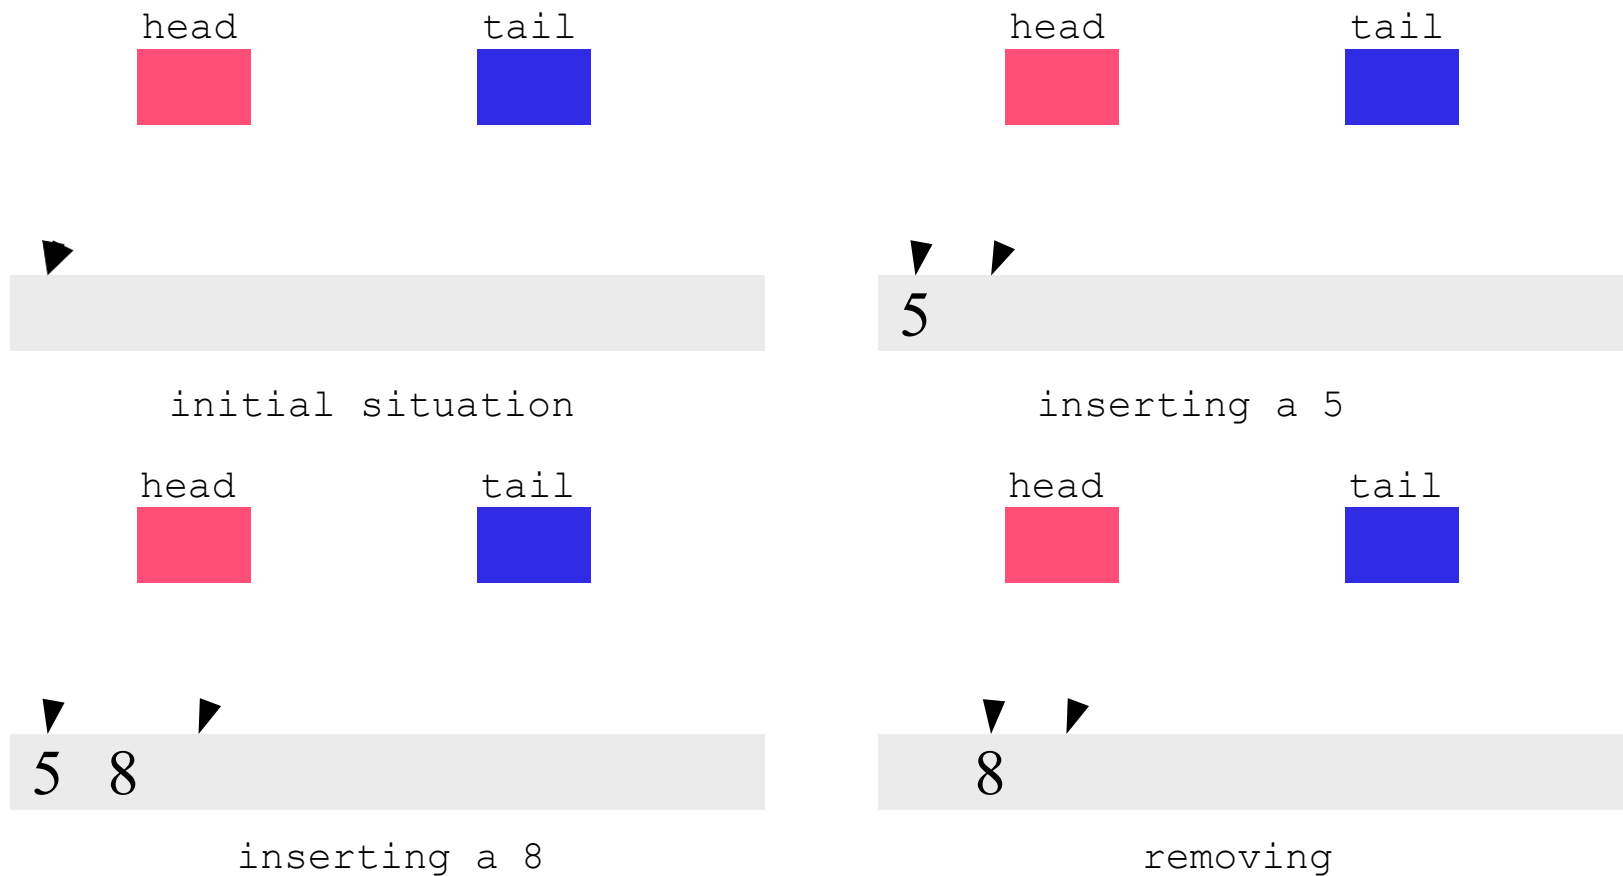 head tail
head tail
5
initial situation
inserting a 5
head tail
head tail
5 8
8
inserting a 8
removing